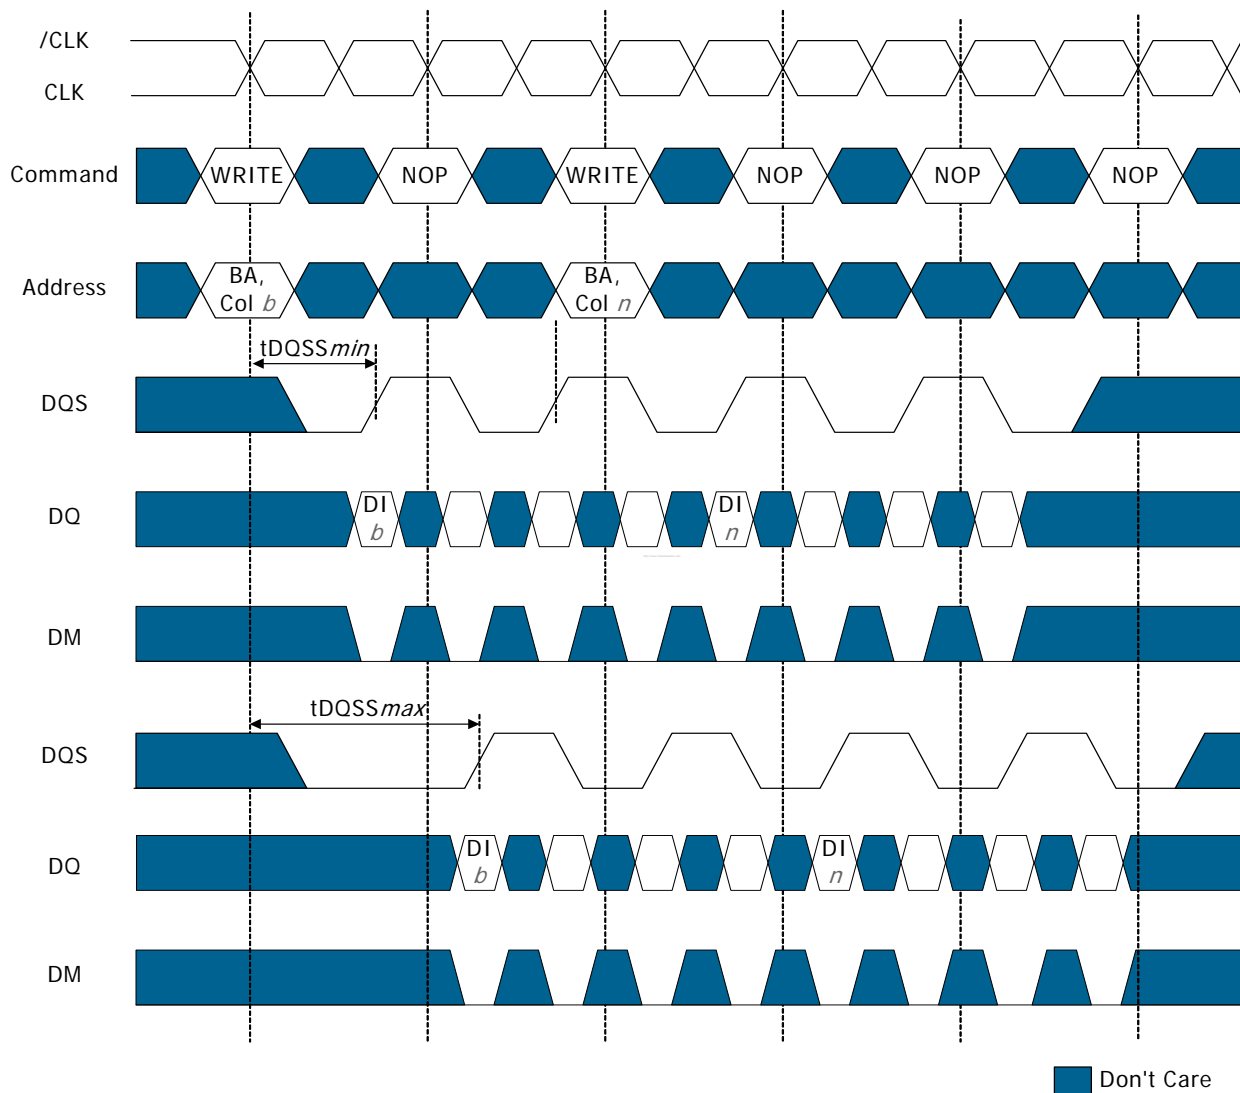 /CLK
CLK
Command
WRITE
NOP
WRITE
NOP
NOP
NOP
Address
BA,
Col b
BA,
Col n
tDQSSmin
DQS
DQ
DI
b
DI
n
DM
tDQSSmax
DQS
DQ
DI
b
DI
n
DM
Don't Care